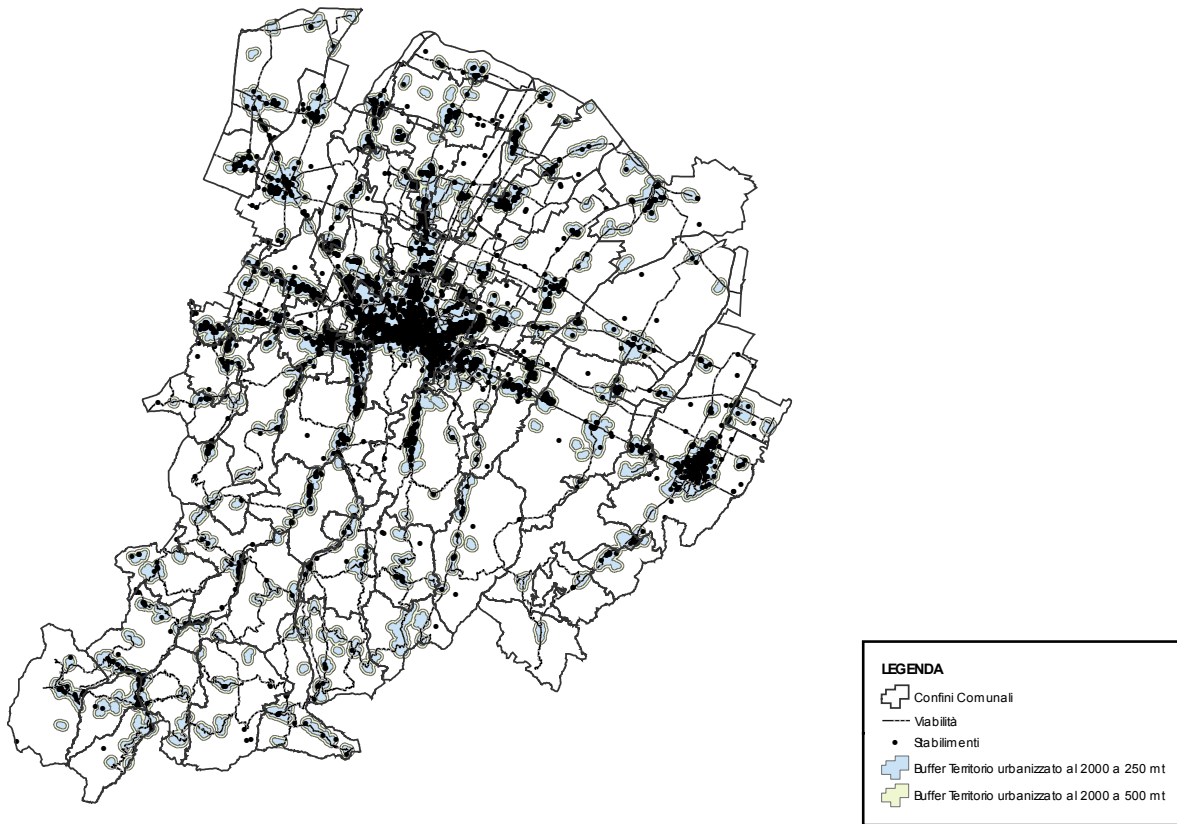 LEGENDA
Confini Comunali
Viabilità
Stabilimenti
Buffer Territorio urbanizzato al 2000 a 250 mt
Buffer Territorio urbanizzato al 2000 a 500 mt